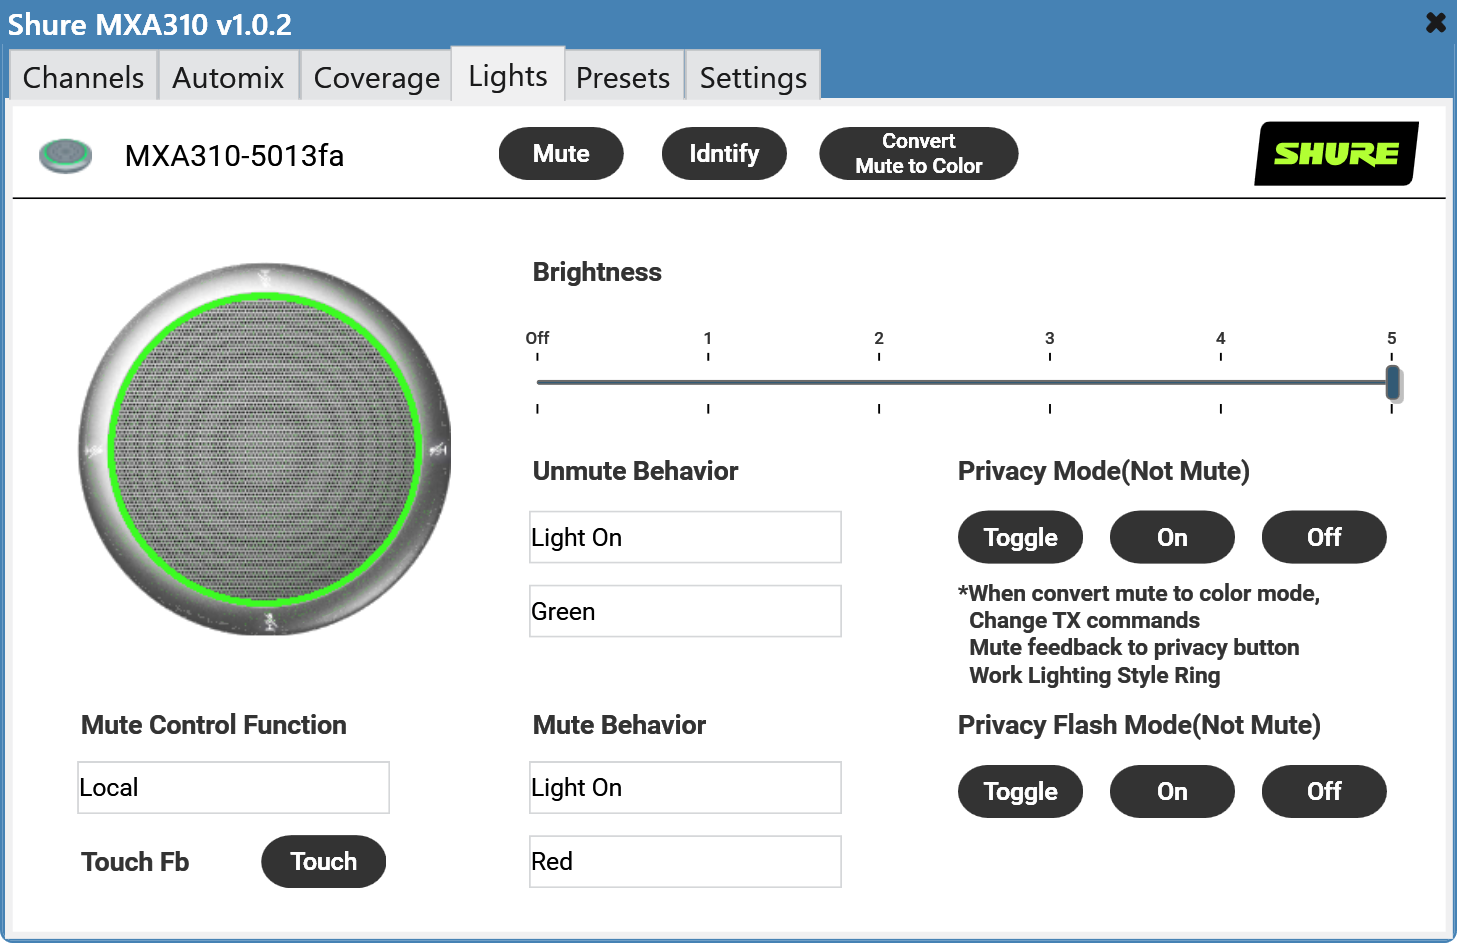 Shure MXA310 v1.0.2
Channels Automix Coverage Lights Presets Settings
MXA310-5013fa
Mute
Idntify
Convert
Mute to Color
SHURE
Brightness
Off 1 2 3 4 5
Unmute Behavior
Light On
Green
Privacy Mode(Not Mute)
Toggle On Off
*When convert mute to color mode,
Change TX commands
Mute feedback to privacy button
Work Lighting Style Ring
Mute Control Function
Local
Touch Fb Touch
Mute Behavior
Light On
Red
Privacy Flash Mode(Not Mute)
Toggle On Off